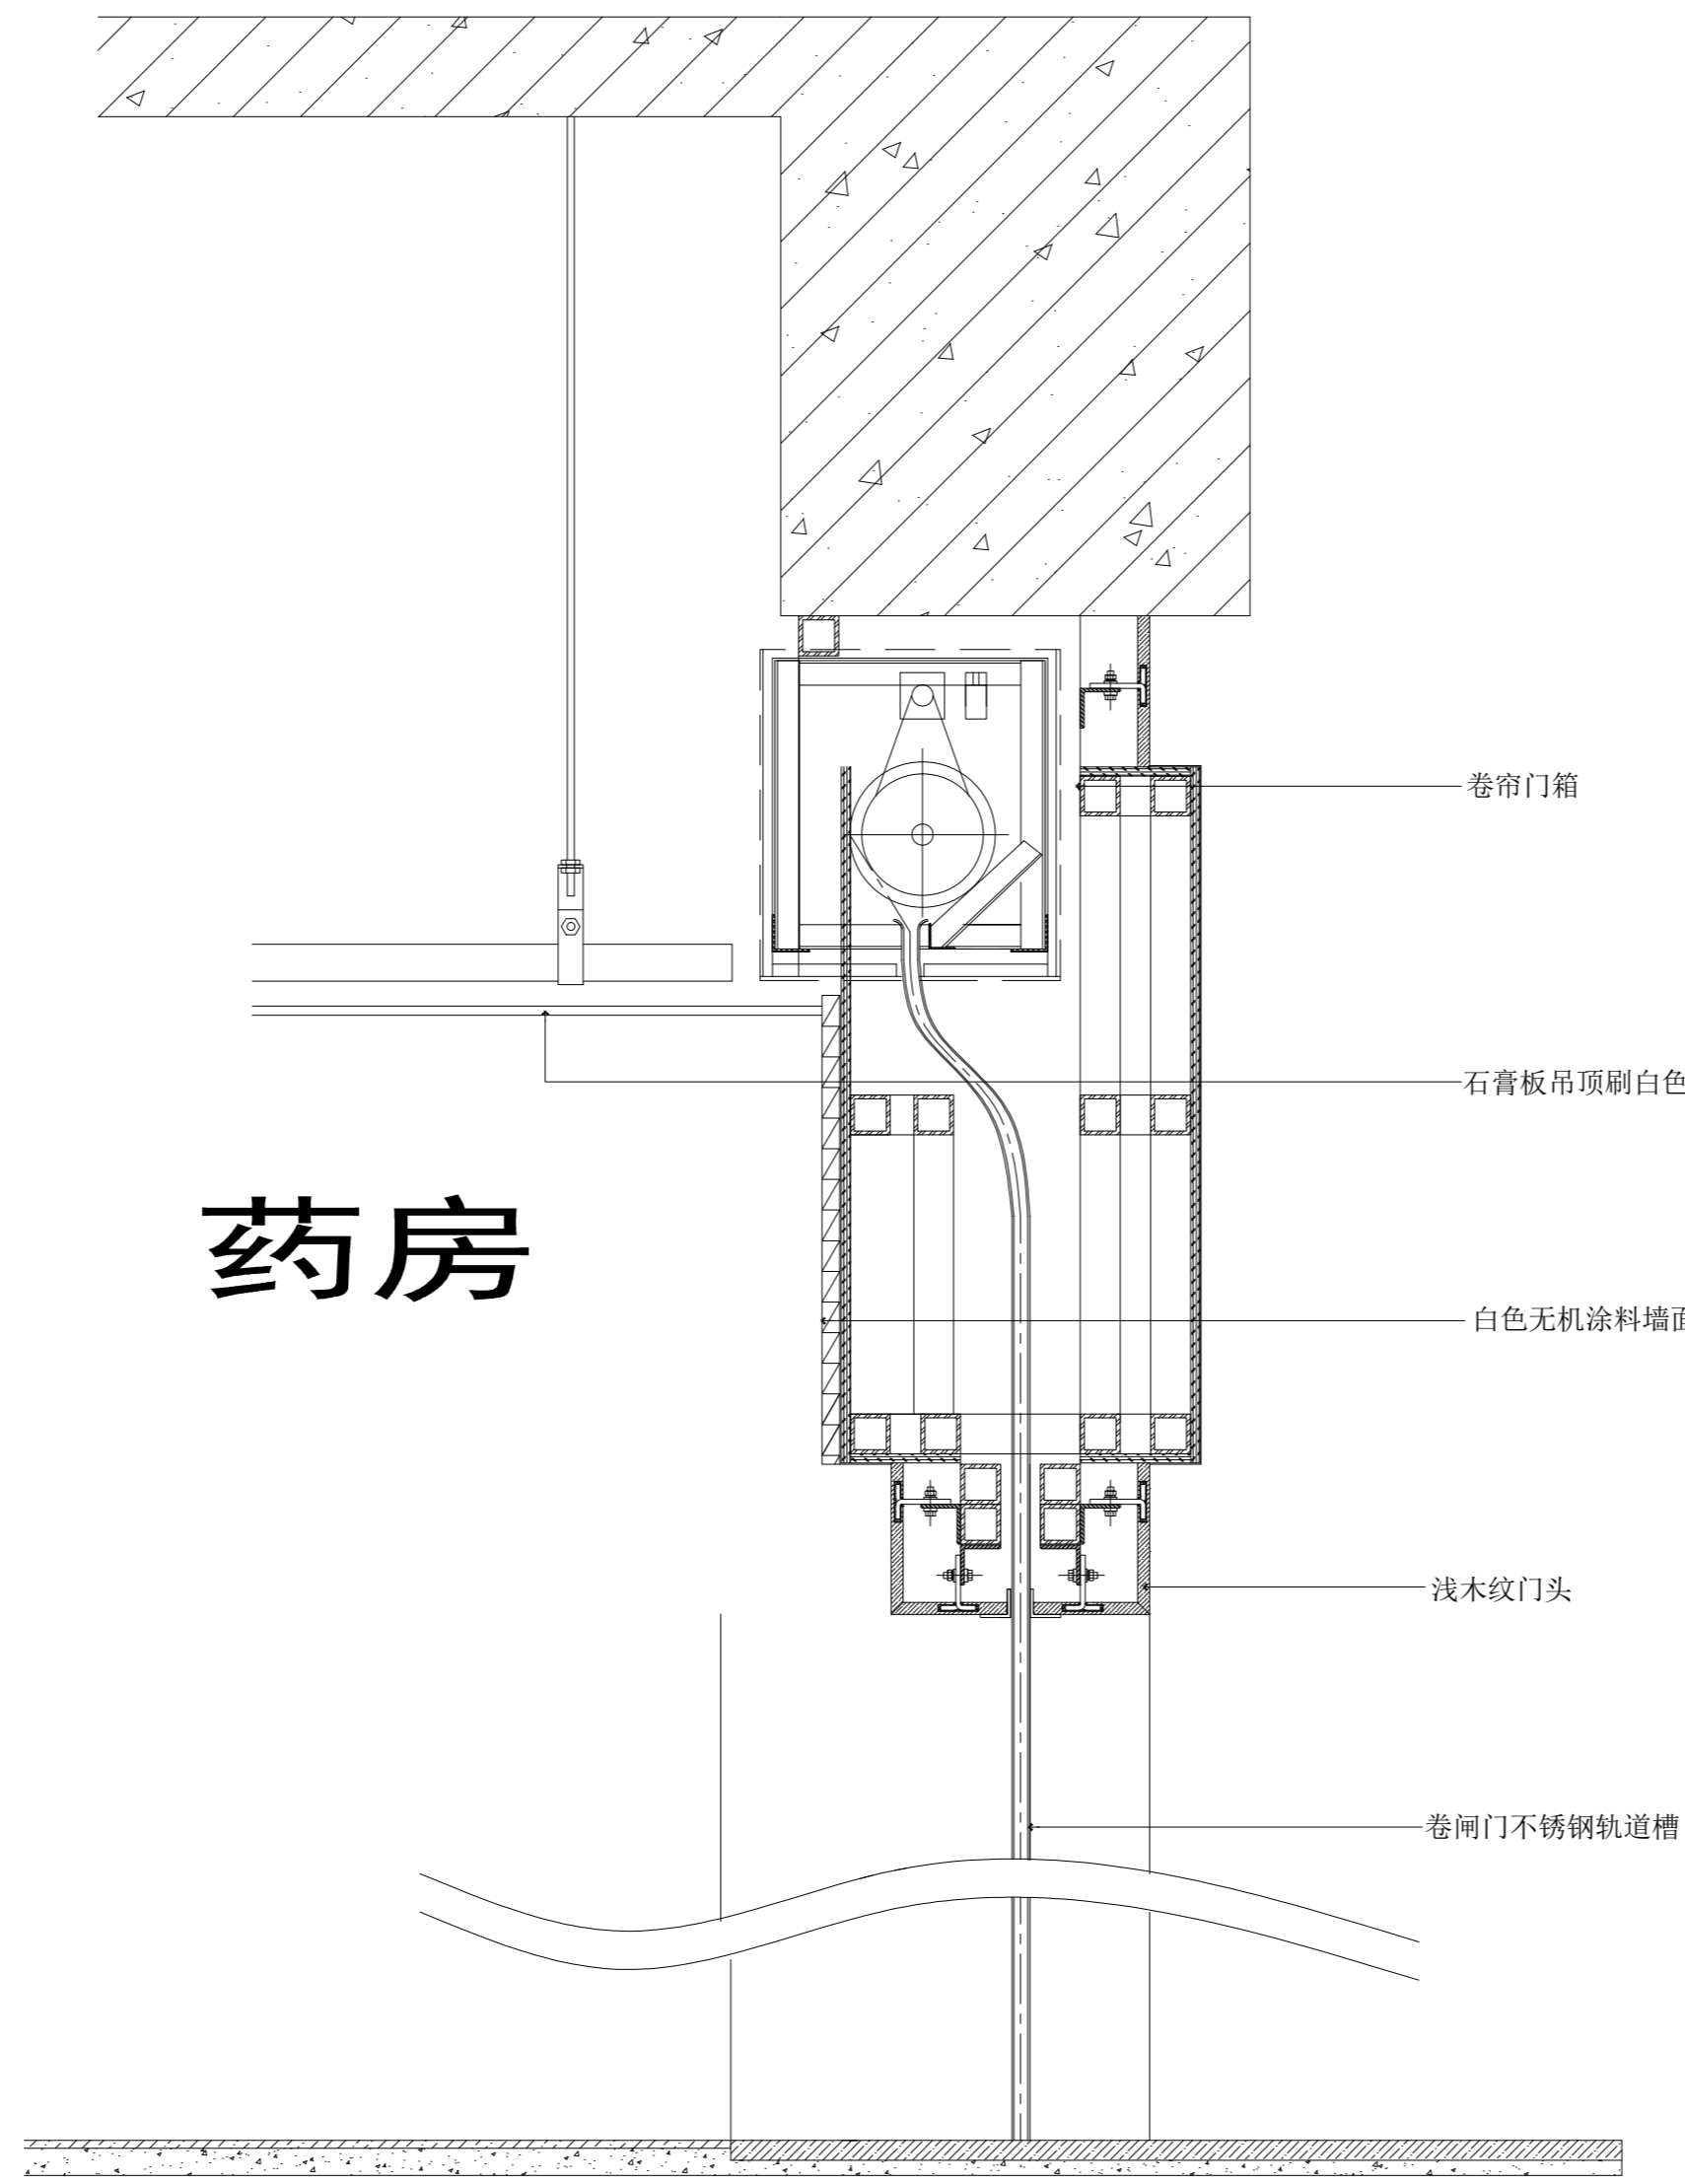 卷帘门箱
石膏板吊顶刷白色
药房
白色无机涂料墙面
浅木纹门头
卷闸门不锈钢轨道槽